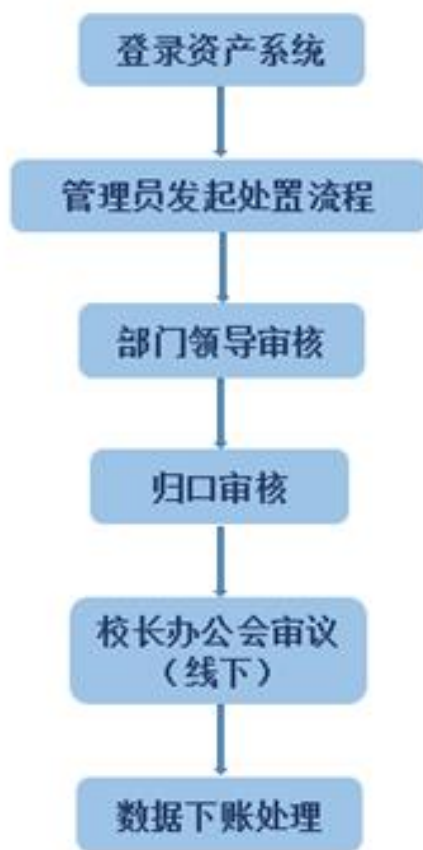 登录资产系统
管理员发起处置流程
部门领导审核
归口审核
校长办公会审议
（线下）
数据下账处理